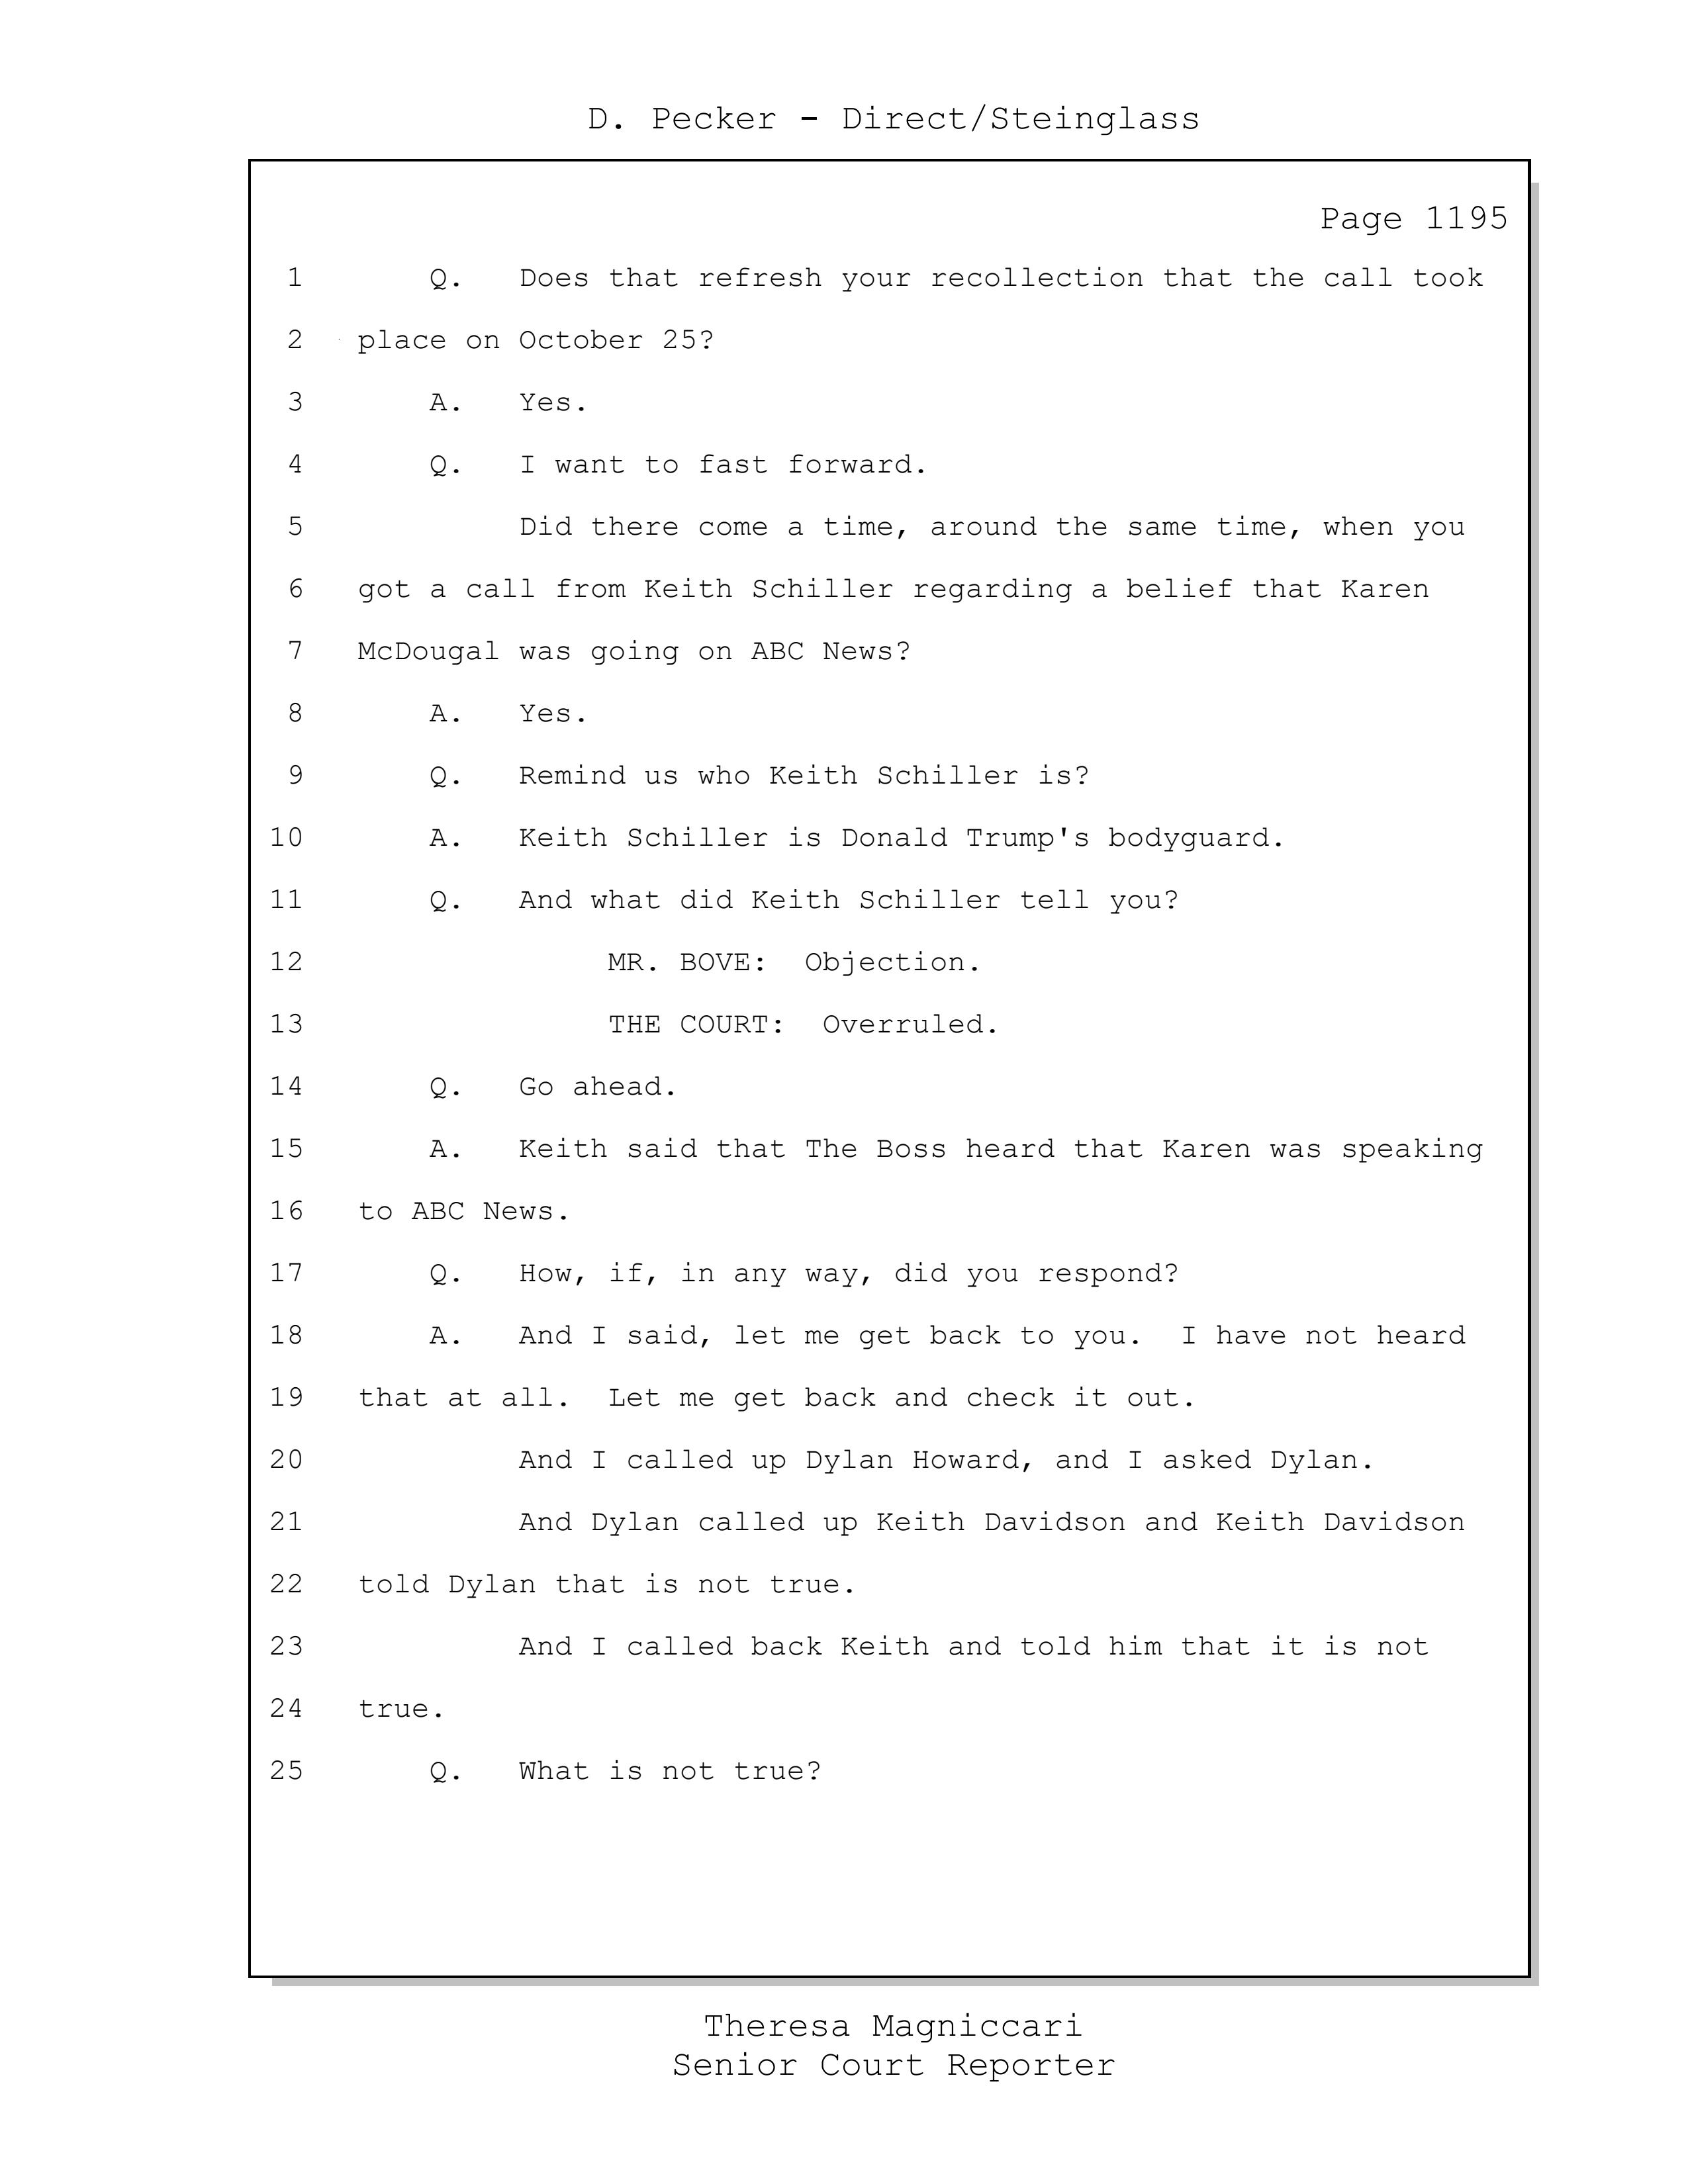 D. Pecker - Direct/Steinglass
Page 1195
1 Q. Does that refresh your recollection that the call took
2 place on October 25?
3 A. Yes.
4 Q. I want to fast forward.
5 Did there come a time, around the same time, when you
6 got a call from Keith Schiller regarding a belief that Karen
7 McDougal was going on ABC News?
8 A. Yes.
9 Q. Remind us who Keith Schiller is?
10 A. Keith Schiller is Donald Trump's bodyguard.
11 Q. And what did Keith Schiller tell you?
12 MR. BOVE: Objection.
13 THE COURT: Overruled.
14 Q. Go ahead.
15 A. Keith said that The Boss heard that Karen was speaking
16 to ABC News.
17 Q. How, if, in any way, did you respond?
18 A. And I said, let me get back to you. I have not heard
19 that at all. Let me get back and check it out.
20 And I called up Dylan Howard, and I asked Dylan.
21 And Dylan called up Keith Davidson and Keith Davidson
22 told Dylan that is not true.
23 And I called back Keith and told him that it is not
24 true.
25 Q. What is not true?
Theresa Magniccari
Senior Court Reporter